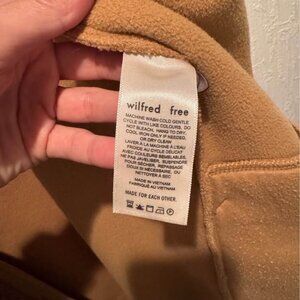 wilfred free
MACHINE WASH COLD GENTLE
CYCLE WITH LIKE COLOURS. DO
NOT BLEACH. HANG TO DRY.
COOL IRON ONLY IF NEEDED.
OR DRY CLEAN
LAVER À LA MACHINE À L'EAU
FROIDE AU CYCLE DÉLICAT
AVEC COULEURS SEMBLABLES.
NE PAS JAVELISER. SUSPENDRE
POUR SÉCHER. REPASSAGE
DOUX SI NÉCESSAIRE. OU
NETTOYER À SEC
MADE IN VIETNAM
FABRIQUÉ AU VIETNAM
MADE FOR EACH OTHER.